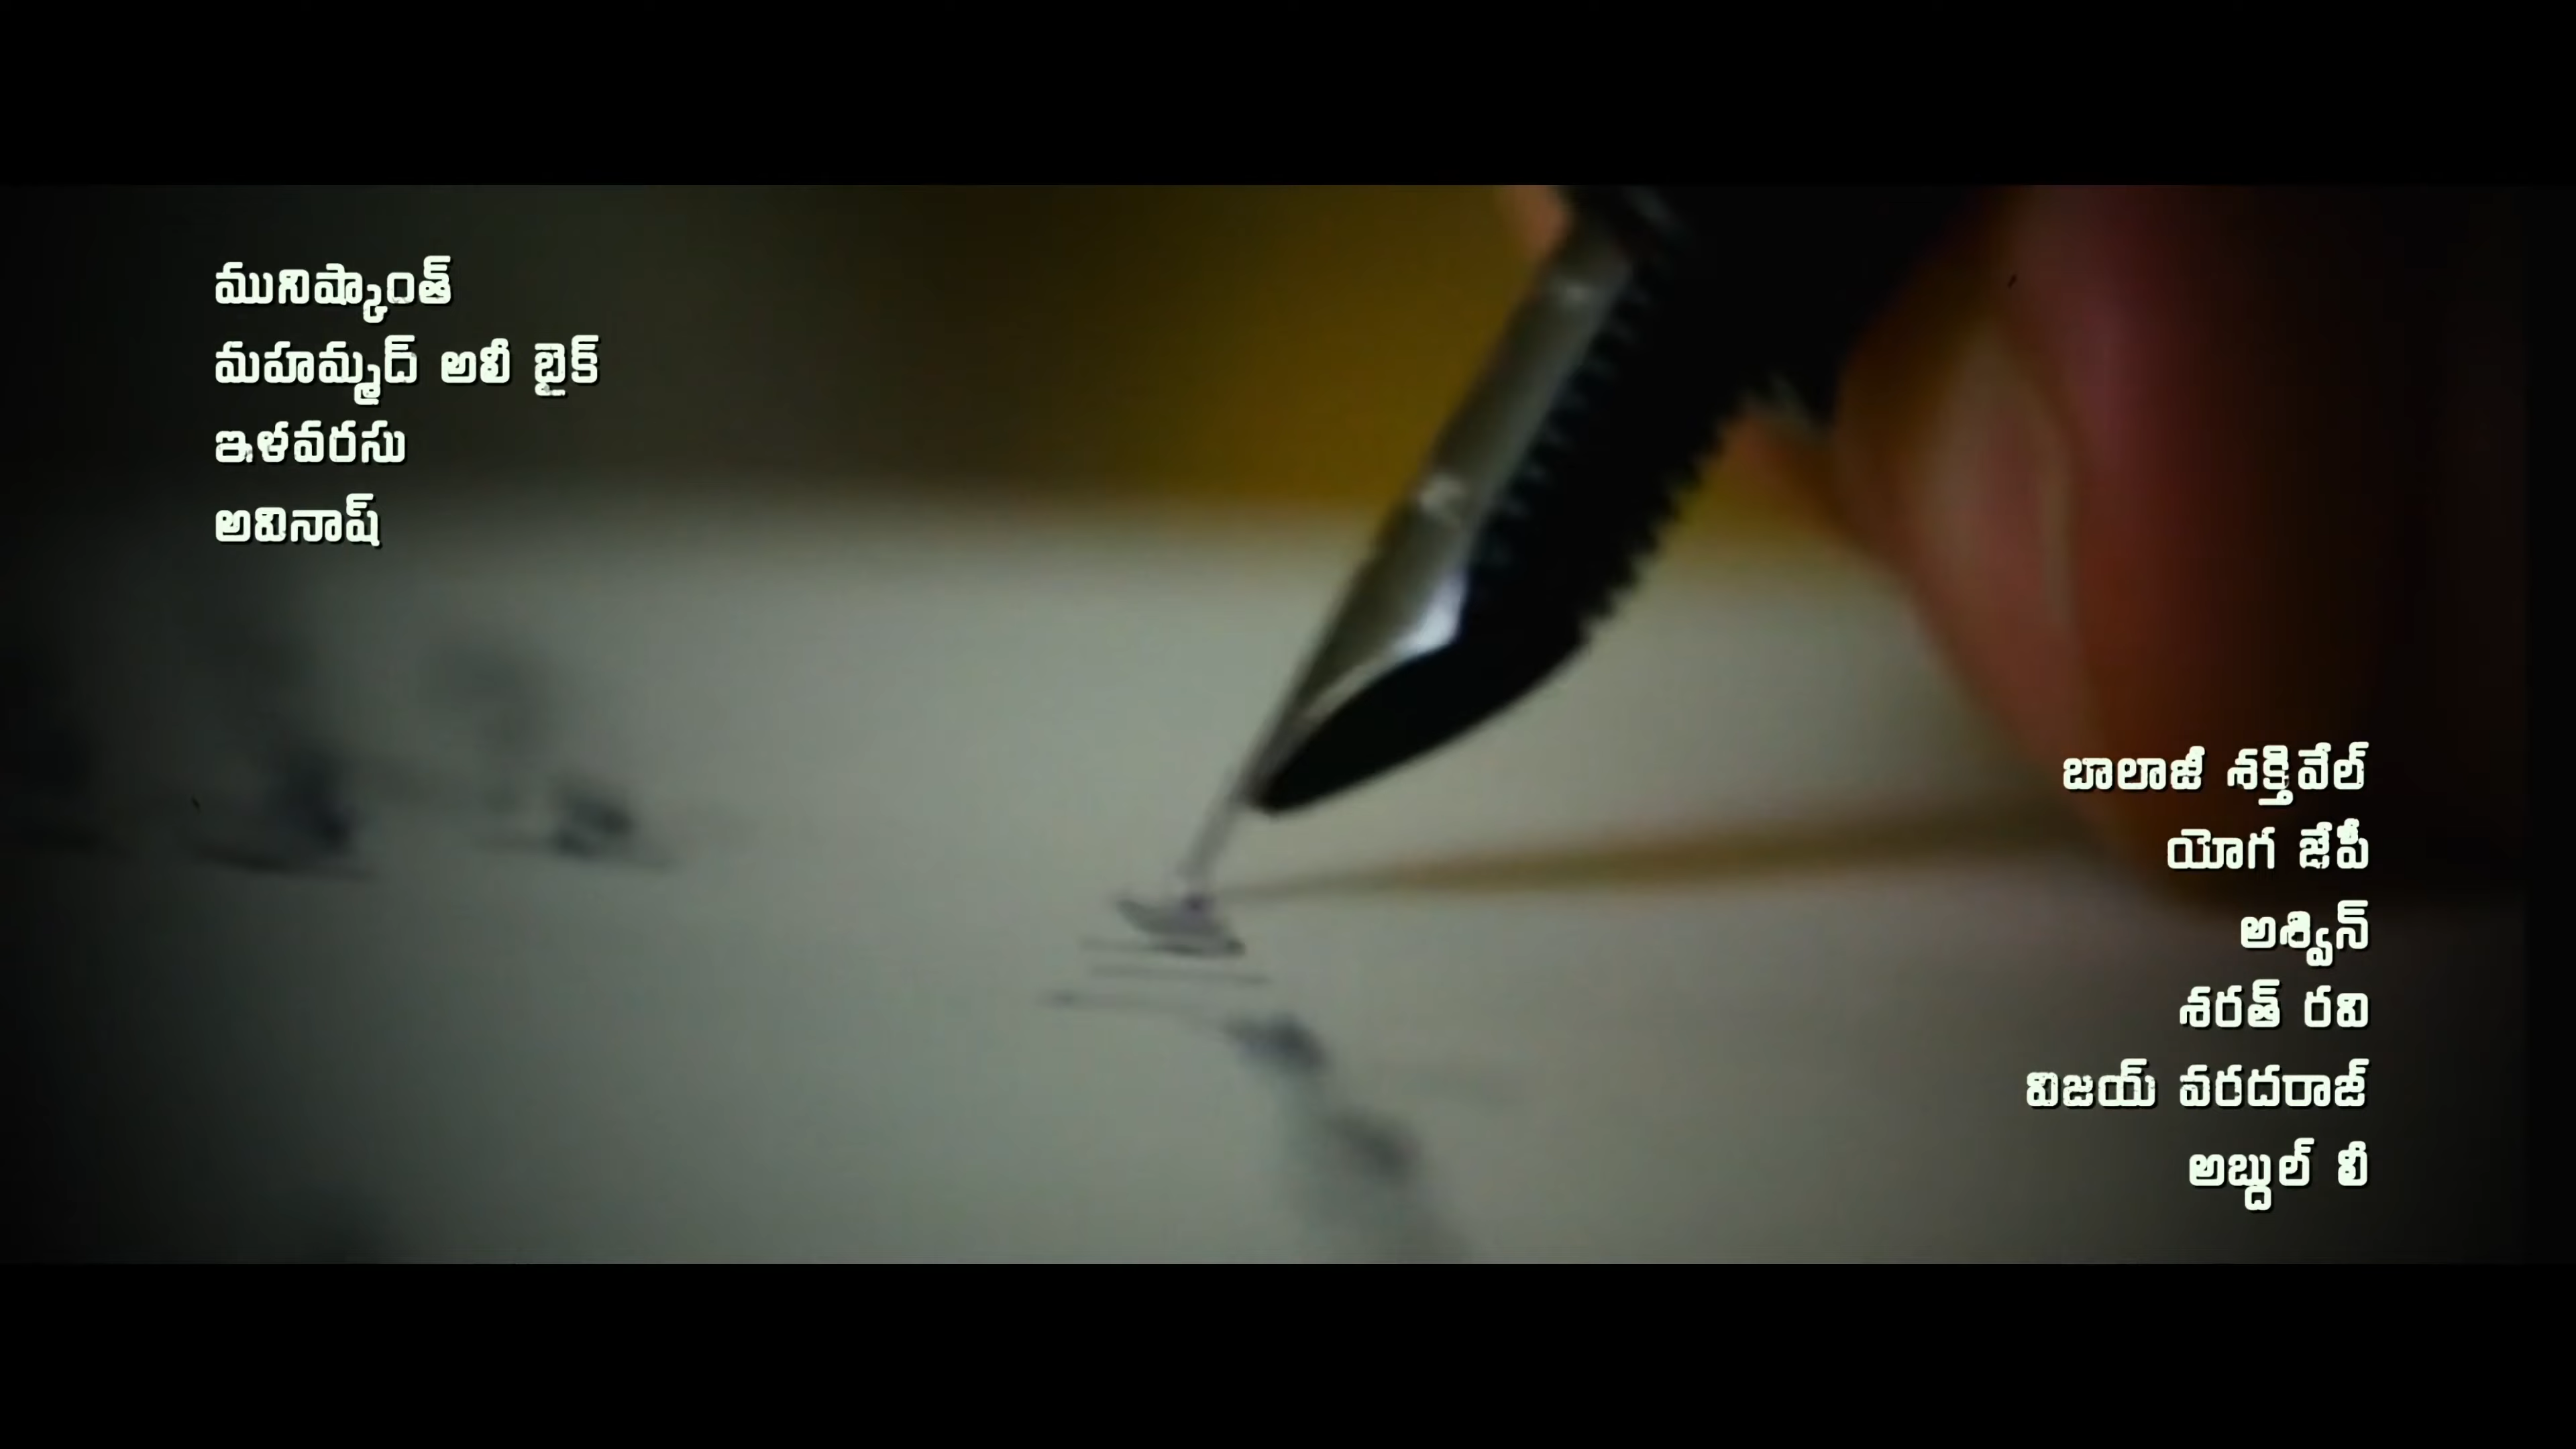 మునిష్కాంత్
మహమ్మద్ అలీ బైక్
ఇళవరసు
అవినాష్
బాలాజీ శక్తివేల్
యోగ జేపీ
అశ్విన్
శరత్ రవి
విజయ్ వరదరాజ్
అబ్దుల్ లీ